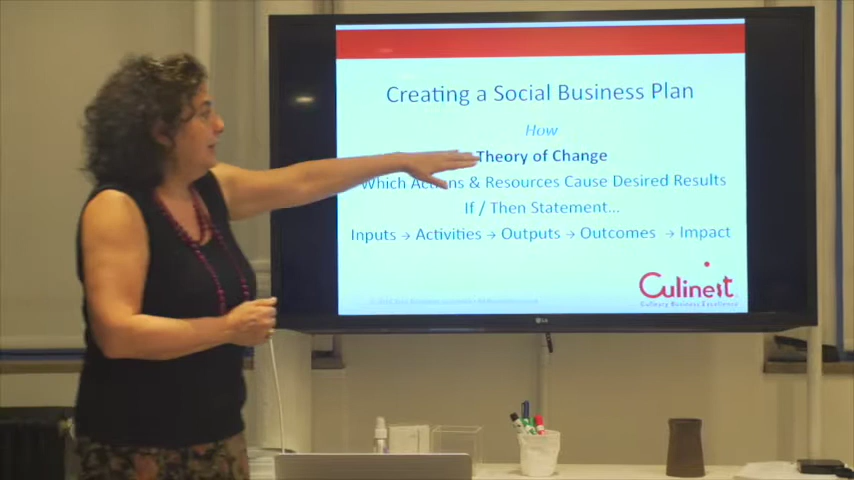 Creating a Social Business Plan
How
Theory of Change
Which Actions & Resources Cause Desired Results
If / Then Statement...
Inputs → Activities → Outputs → Outcomes → Impact
Culinest
Culinary Business Excellence
LG